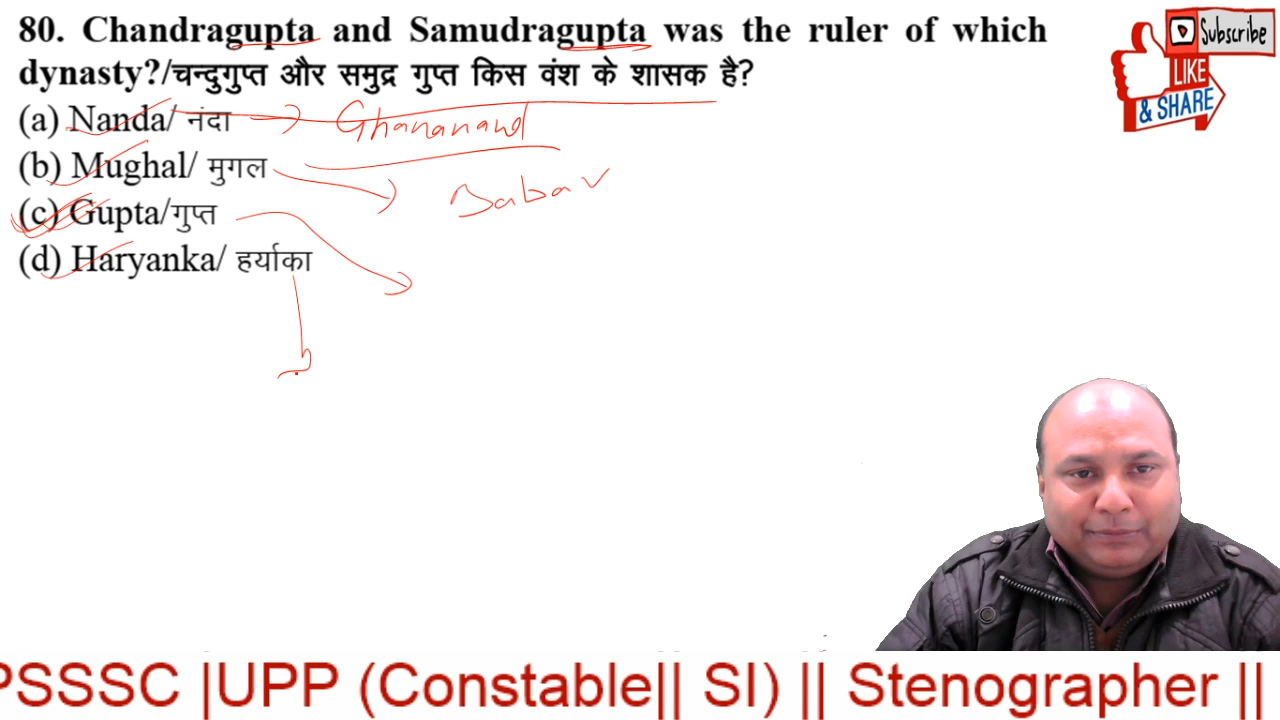 80. Chandragupta and Samudragupta was the ruler of which
dynasty?/चन्दुगुप्त और समुद्र गुप्त किस वंश के शासक है?
(a) Nanda/ नंदा Ghananand
(b) Mughal/ मुगल Babar
(c) Gupta/गुप्त
(d) Haryanka/ हर्याका
Subscribe
LIKE
& SHARE
PSSSC |UPP (Constable|| SI) || Stenographer ||